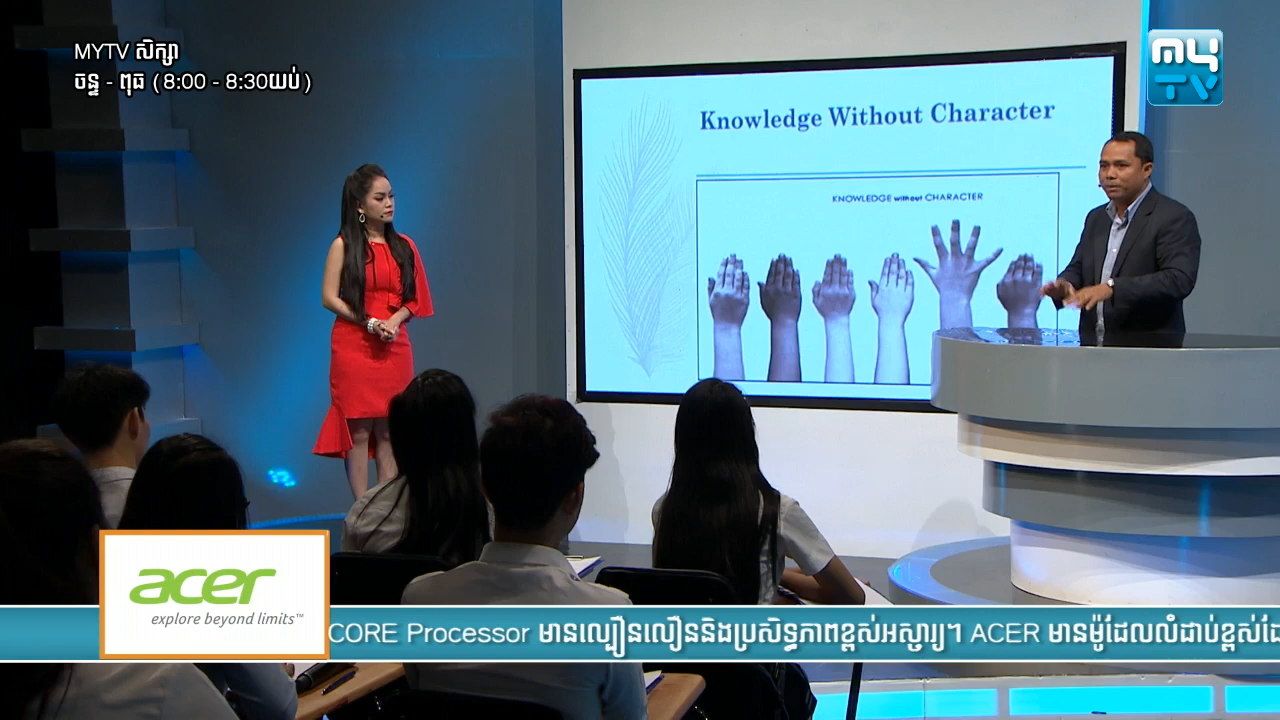 MYTV សិក្សា
ចន្ទ - ពុធ (8:00 - 8:30យប់)
MY
TV
Knowledge Without Character
KNOWLEDGE without CHARACTER
acer
explore beyond limits™
CORE Processor មានល្បឿនលឿននិងប្រសិទ្ធភាពខ្ពស់អស្ចារ្យ។ ACER មានម៉ូដែលលំដាប់ខ្ពស់ដែ